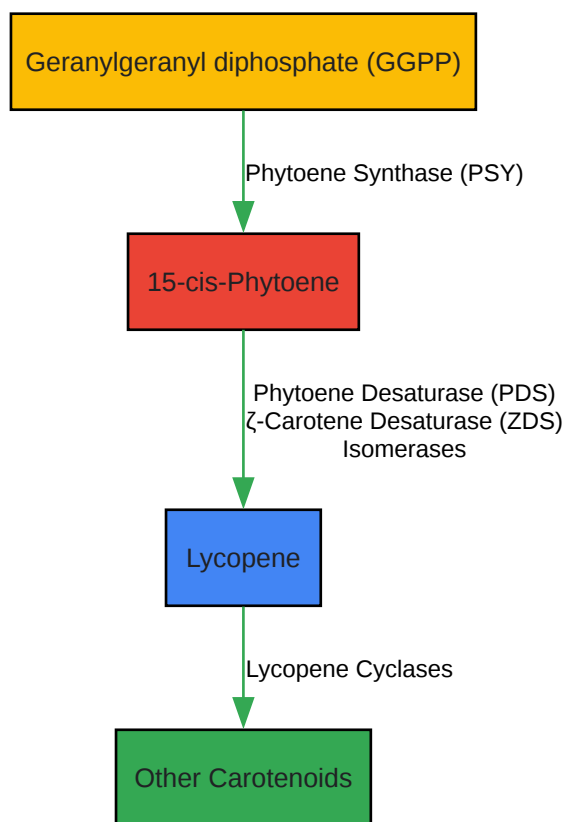 Geranylgeranyl diphosphate (GGPP)
Phytoene Synthase (PSY)
15-cis-Phytoene
Phytoene Desaturase (PDS)
ζ-Carotene Desaturase (ZDS)
Isomerases
Lycopene
Lycopene Cyclases
Other Carotenoids